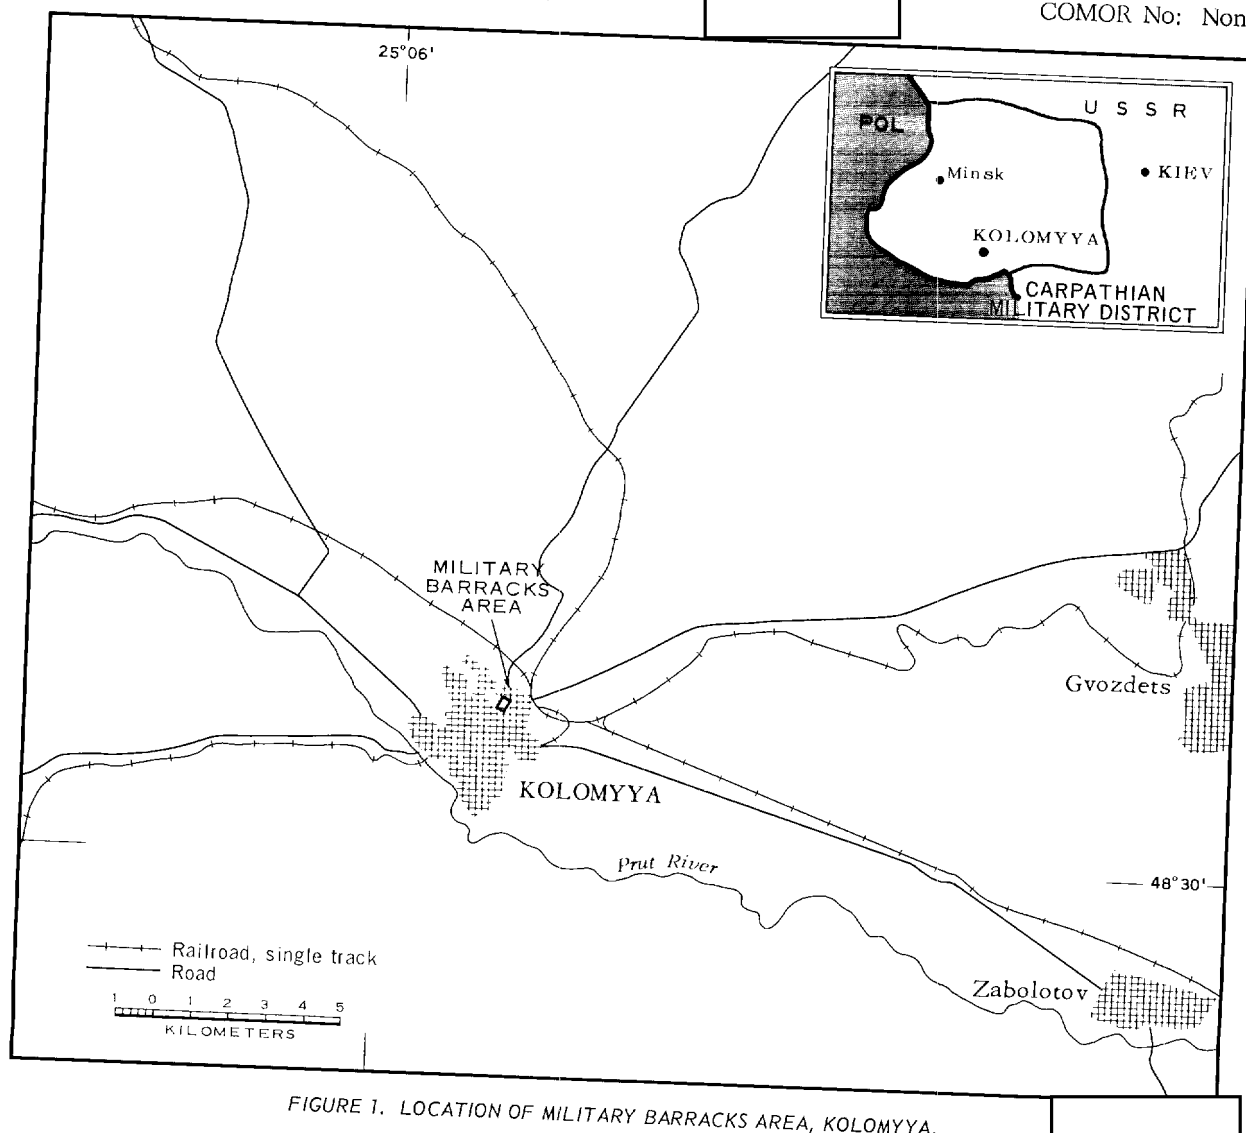 COMOR No: Non
25°06'
U S S R
POL
Minsk
KIEV
KOLOMYYA
CARPATHIAN
MILITARY DISTRICT
MILITARY
BARRACKS
AREA
Gvozdets
KOLOMYYA
Prut River
48°30'
Railroad, single track
Road
Zabolotov
1 0 1 2 3 4 5
KILOMETERS
FIGURE 1. LOCATION OF MILITARY BARRACKS AREA, KOLOMYYA.